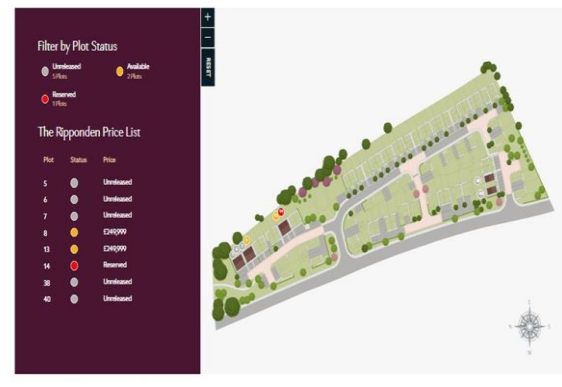 Filter by Plot Status
Unreleased
5 Plots
Available
2 Plots
Reserved
1 Plots
The Ripponden Price List
Plot Status Price
5 Unreleased
6 Unreleased
7 Unreleased
8 £249,999
13 £249,999
14 Reserved
38 Unreleased
40 Unreleased
+
−
RESET
E
N S
W